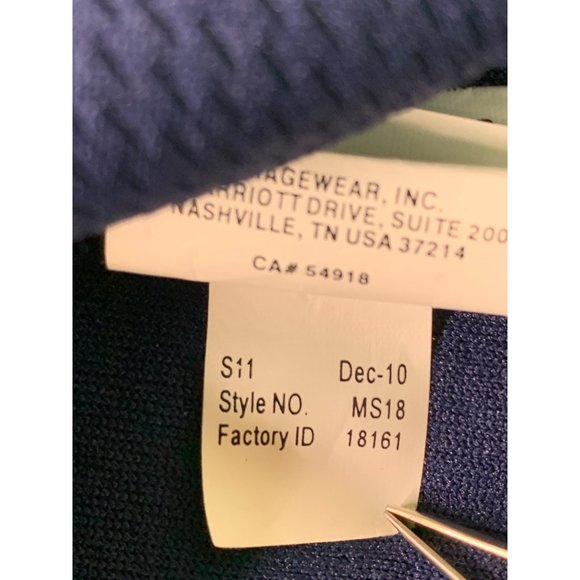 AGEWEAR, INC.
RRIOTT DRIVE, SUITE 200
NASHVILLE, TN USA 37214
CA# 54918
S11 Dec-10
Style NO. MS18
Factory ID 18161